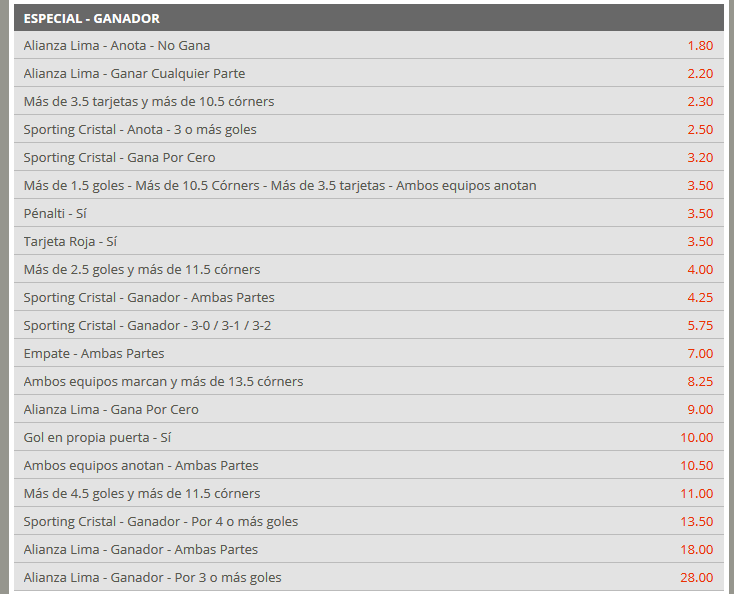 ESPECIAL - GANADOR
Alianza Lima - Anota - No Gana 1.80
Alianza Lima - Ganar Cualquier Parte 2.20
Más de 3.5 tarjetas y más de 10.5 córners 2.30
Sporting Cristal - Anota - 3 o más goles 2.50
Sporting Cristal - Gana Por Cero 3.20
Más de 1.5 goles - Más de 10.5 Córners - Más de 3.5 tarjetas - Ambos equipos anotan 3.50
Pénalti - Sí 3.50
Tarjeta Roja - Sí 3.50
Más de 2.5 goles y más de 11.5 córners 4.00
Sporting Cristal - Ganador - Ambas Partes 4.25
Sporting Cristal - Ganador - 3-0 / 3-1 / 3-2 5.75
Empate - Ambas Partes 7.00
Ambos equipos marcan y más de 13.5 córners 8.25
Alianza Lima - Gana Por Cero 9.00
Gol en propia puerta - Sí 10.00
Ambos equipos anotan - Ambas Partes 10.50
Más de 4.5 goles y más de 11.5 córners 11.00
Sporting Cristal - Ganador - Por 4 o más goles 13.50
Alianza Lima - Ganador - Ambas Partes 18.00
Alianza Lima - Ganador - Por 3 o más goles 28.00